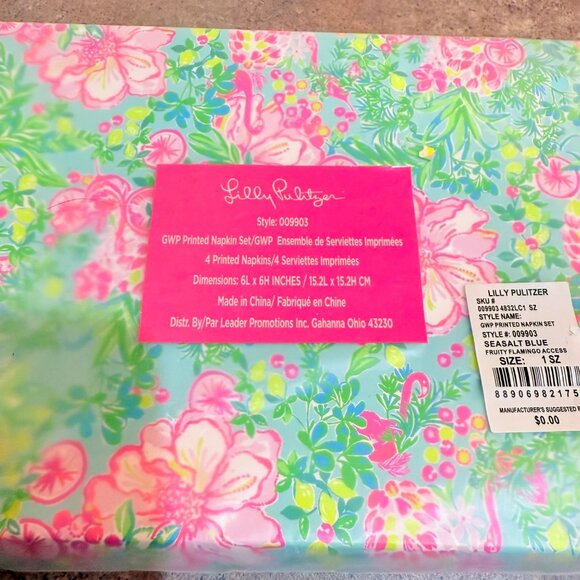 Lilly Pulitzer
Style: 009903
GWP Printed Napkin Set/GWP Ensemble de Serviettes Imprimées
4 Printed Napkins/4 Serviettes Imprimées
Dimensions: 6L x 6H INCHES / 15.2L x 15.2H CM
Made in China/ Fabriqué en Chine
Distr. By/Par Leader Promotions Inc. Gahanna Ohio 43230
LILLY PULITZER
SKU #
009903 4832LC1 SZ
STYLE NAME:
GWP PRINTED NAPKIN SET
STYLE #: 009903
SEASALT BLUE
FRUITY FLAMINGO ACCESS
SIZE: 1 SZ
88906982175
MANUFACTURER'S SUGGESTED
$0.00